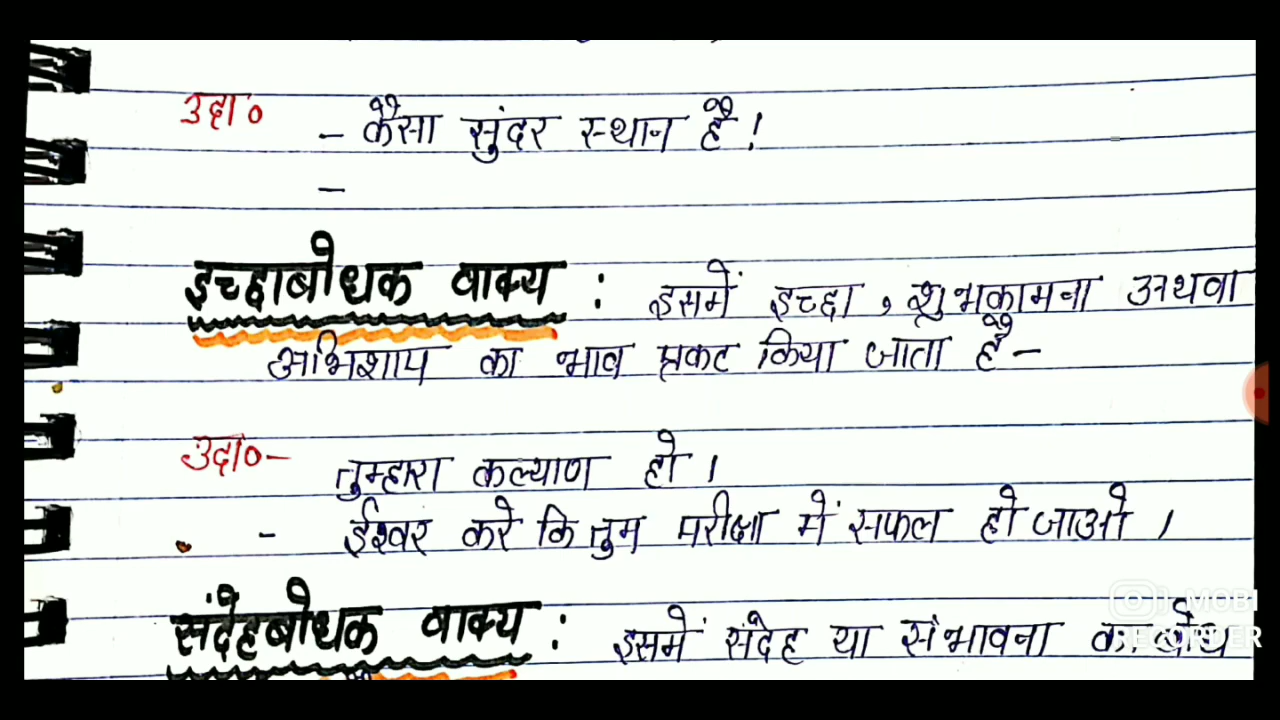 उदा०
- कैसा सुंदर स्थान है!
-
इच्छाबोधक वाक्य : इसमें इच्छा, शुभकामना अथवा
अभिशाप का भाव प्रकट किया जाता है -
उदा०- तुम्हारा कल्याण हो ।
- ईश्वर करे कि तुम परीक्षा में सफल हो जाओ ।
संदेहबोधक वाक्य : इसमें संदेह या संभावना का बोध
RECORDER